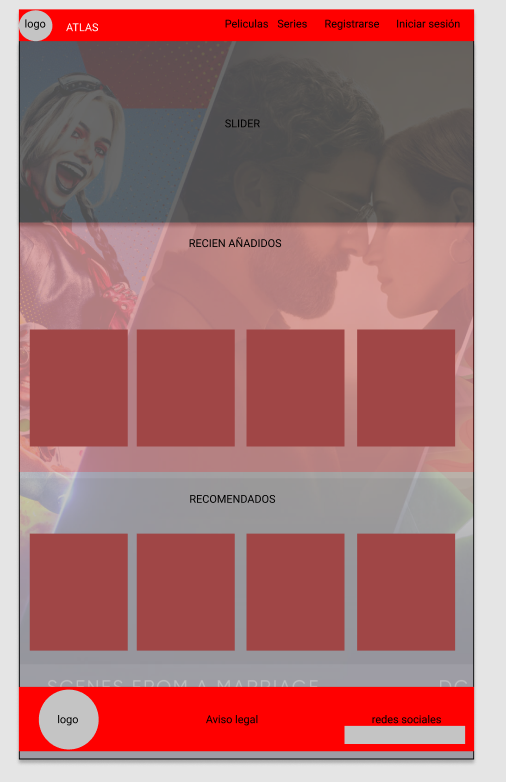 logo
ATLAS
Peliculas Series Registrarse Iniciar sesión
SLIDER
RECIEN AÑADIDOS
RECOMENDADOS
SCENES FROM A MARRIAGE
DC
logo
Aviso legal
redes sociales